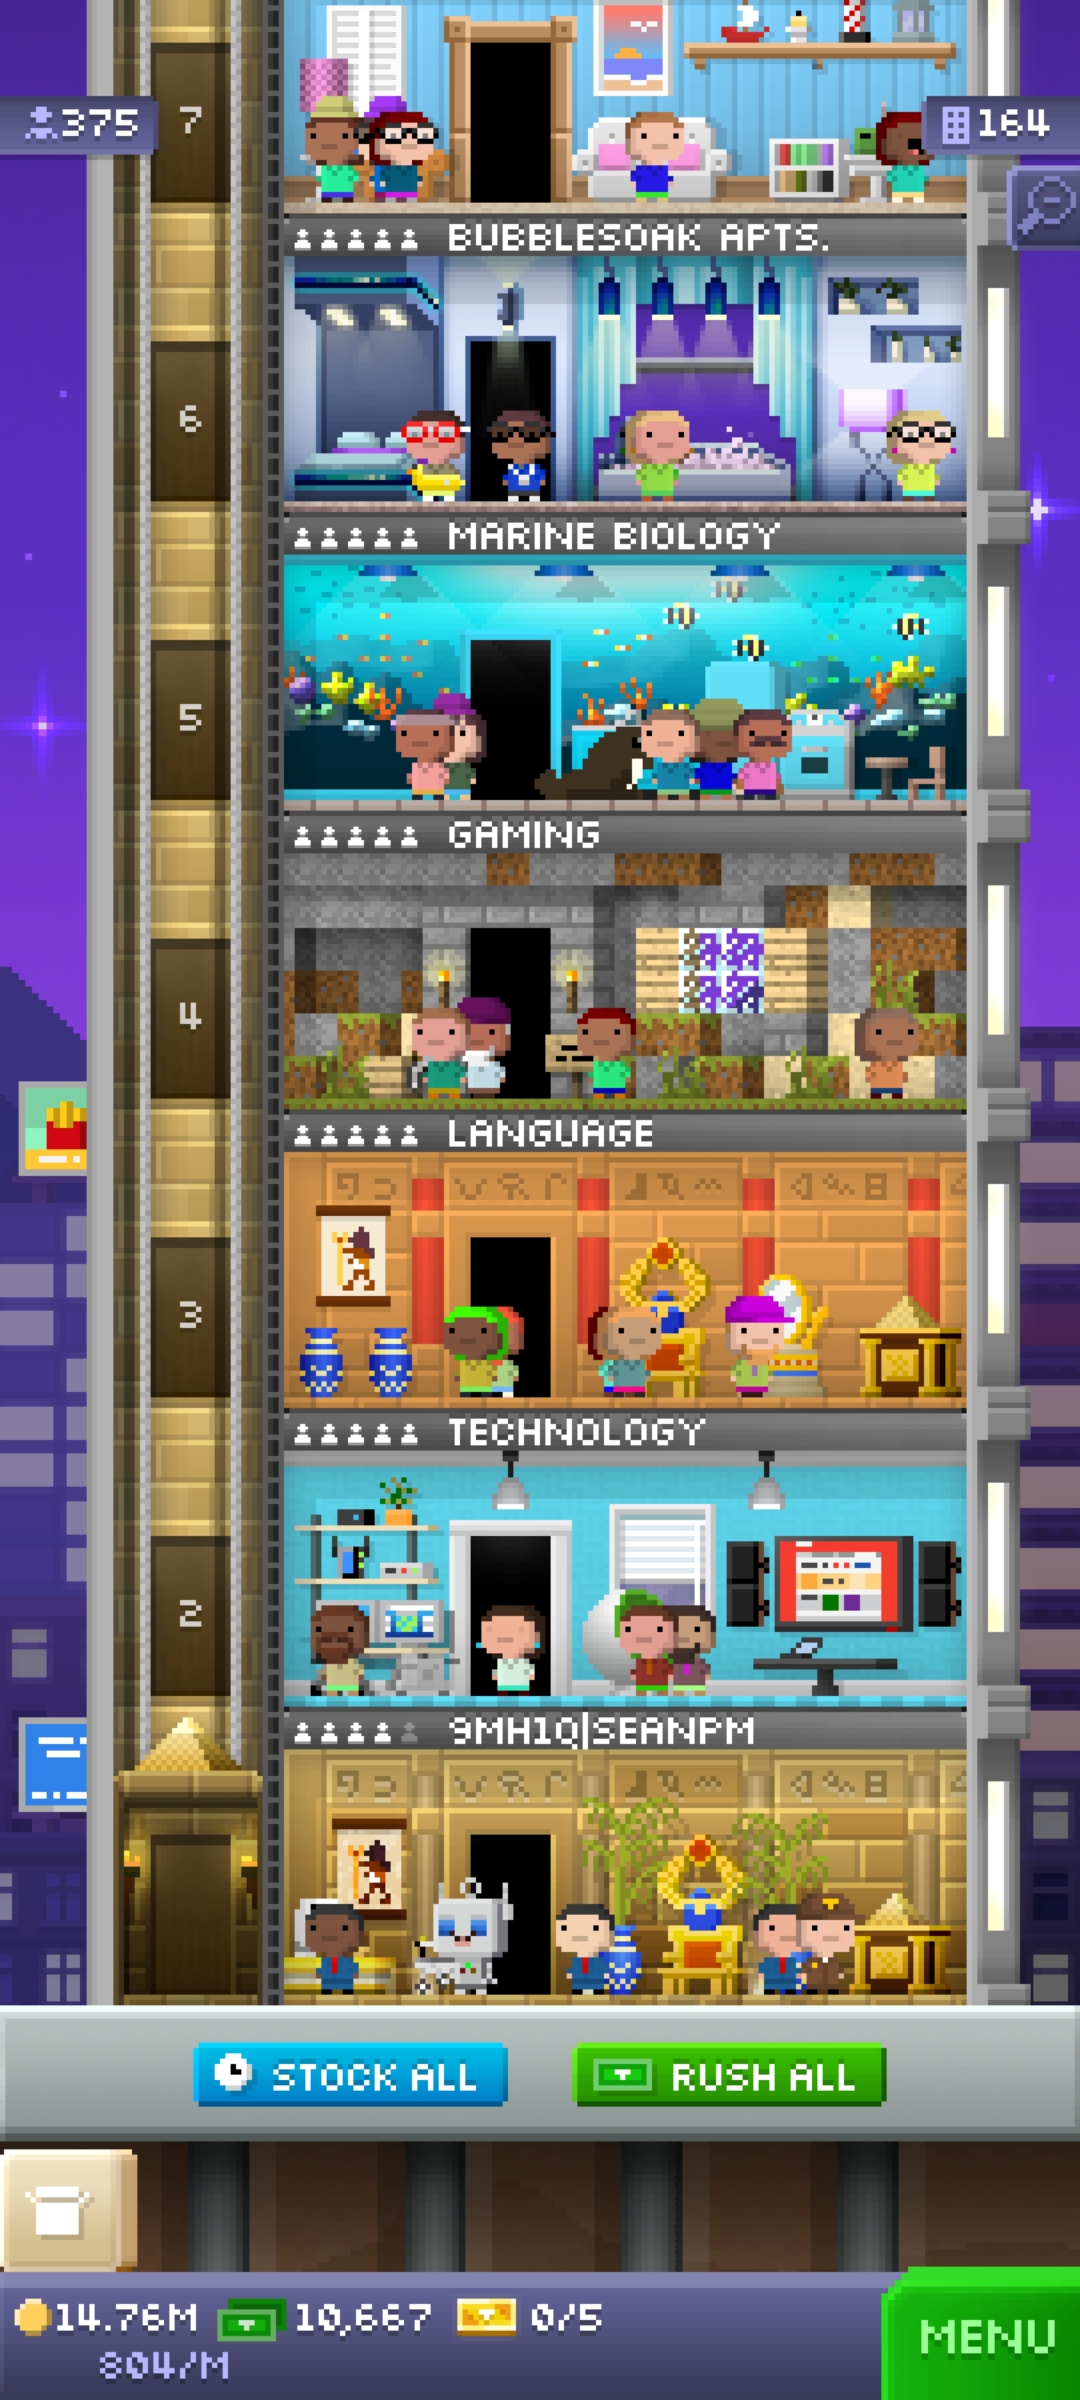 375
7
164
BUBBLESOAK APTS.
6
MARINE BIOLOGY
5
GAMING
4
LANGUAGE
3
TECHNOLOGY
2
9MH1Q|SEANPM
STOCK ALL
RUSH ALL
14.76M
10,667
0/5
804/M
MENU